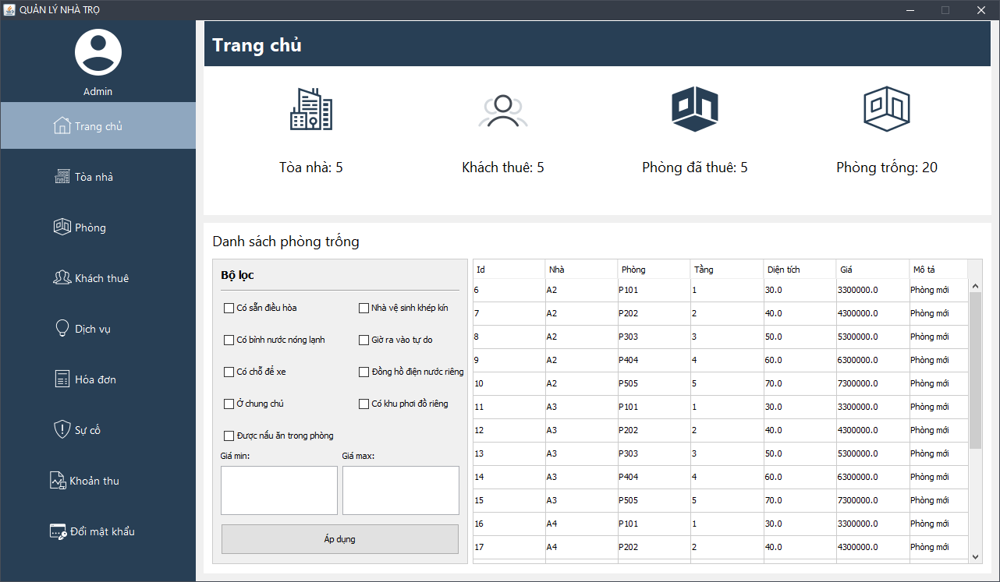 QUẢN LÝ NHÀ TRỌ
Admin
Trang chủ
Tòa nhà
Phòng
Khách thuê
Dịch vụ
Hóa đơn
Sự cố
Khoản thu
Đổi mật khẩu
Trang chủ
Tòa nhà: 5 Khách thuê: 5 Phòng đã thuê: 5 Phòng trống: 20
Danh sách phòng trống
Bộ lọc
Có sẵn điều hòa Nhà vệ sinh khép kín
Có bình nước nóng lạnh Giờ ra vào tự do
Có chỗ để xe Đồng hồ điện nước riêng
Ở chung chủ Có khu phơi đồ riêng
Được nấu ăn trong phòng
Giá min: Giá max:
Áp dụng
Id Nhà Phòng Tầng Diện tích Giá Mô tả
6 A2 P101 1 30.0 3300000.0 Phòng mới
7 A2 P202 2 40.0 4300000.0 Phòng mới
8 A2 P303 3 50.0 5300000.0 Phòng mới
9 A2 P404 4 60.0 6300000.0 Phòng mới
10 A2 P505 5 70.0 7300000.0 Phòng mới
11 A3 P101 1 30.0 3300000.0 Phòng mới
12 A3 P202 2 40.0 4300000.0 Phòng mới
13 A3 P303 3 50.0 5300000.0 Phòng mới
14 A3 P404 4 60.0 6300000.0 Phòng mới
15 A3 P505 5 70.0 7300000.0 Phòng mới
16 A4 P101 1 30.0 3300000.0 Phòng mới
17 A4 P202 2 40.0 4300000.0 Phòng mới